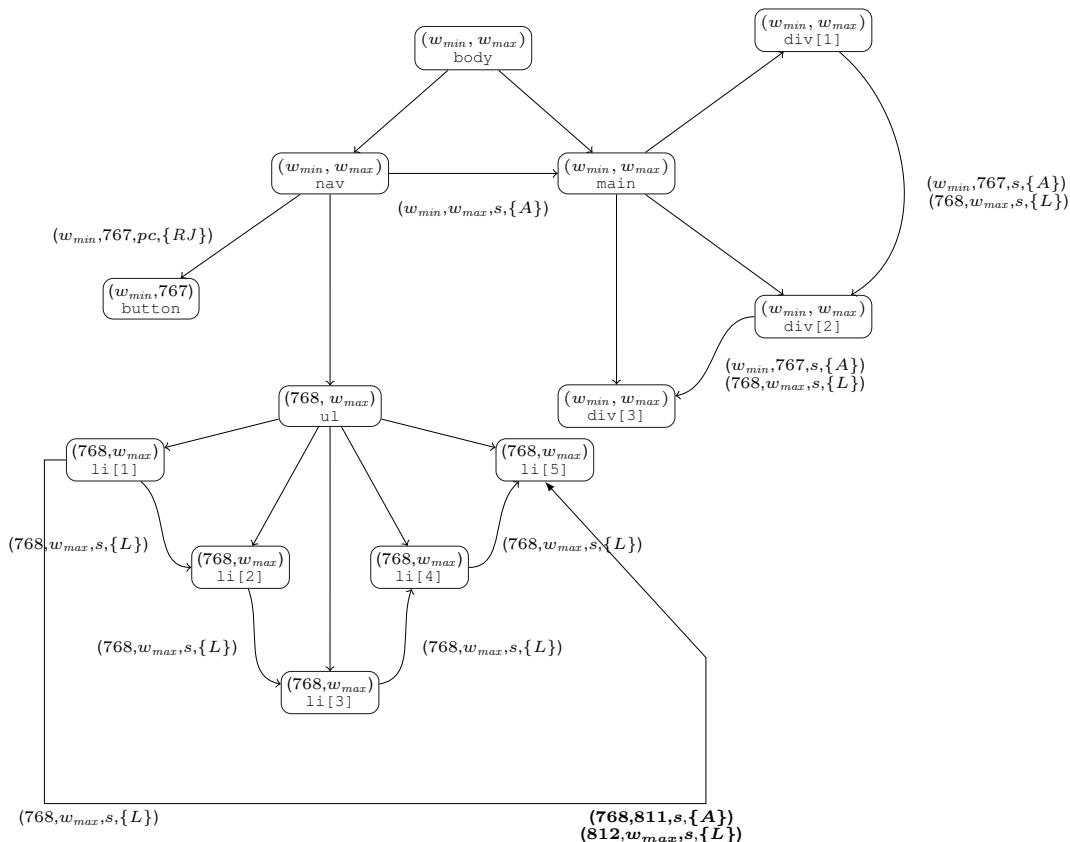 (w_min, w_max)
div[1]
(w_min, w_max)
body
(w_min, w_max)
nav
(w_min, w_max)
main
(w_min,767,s,{A})
(768,w_max,s,{L})
(w_min,w_max,s,{A})
(w_min,767,pc,{RJ})
(w_min,767)
button
(w_min, w_max)
div[2]
(w_min,767,s,{A})
(768,w_max,s,{L})
(768, w_max)
ul
(w_min, w_max)
div[3]
(768,w_max)
li[1]
(768,w_max)
li[5]
(768,w_max,s,{L})
(768,w_max)
li[2]
(768,w_max)
li[4]
(768,w_max,s,{L})
(768,w_max,s,{L})
(768,w_max,s,{L})
(768,w_max)
li[3]
(768,w_max,s,{L})
(768,811,s,{A})
(812,w_max,s,{L})